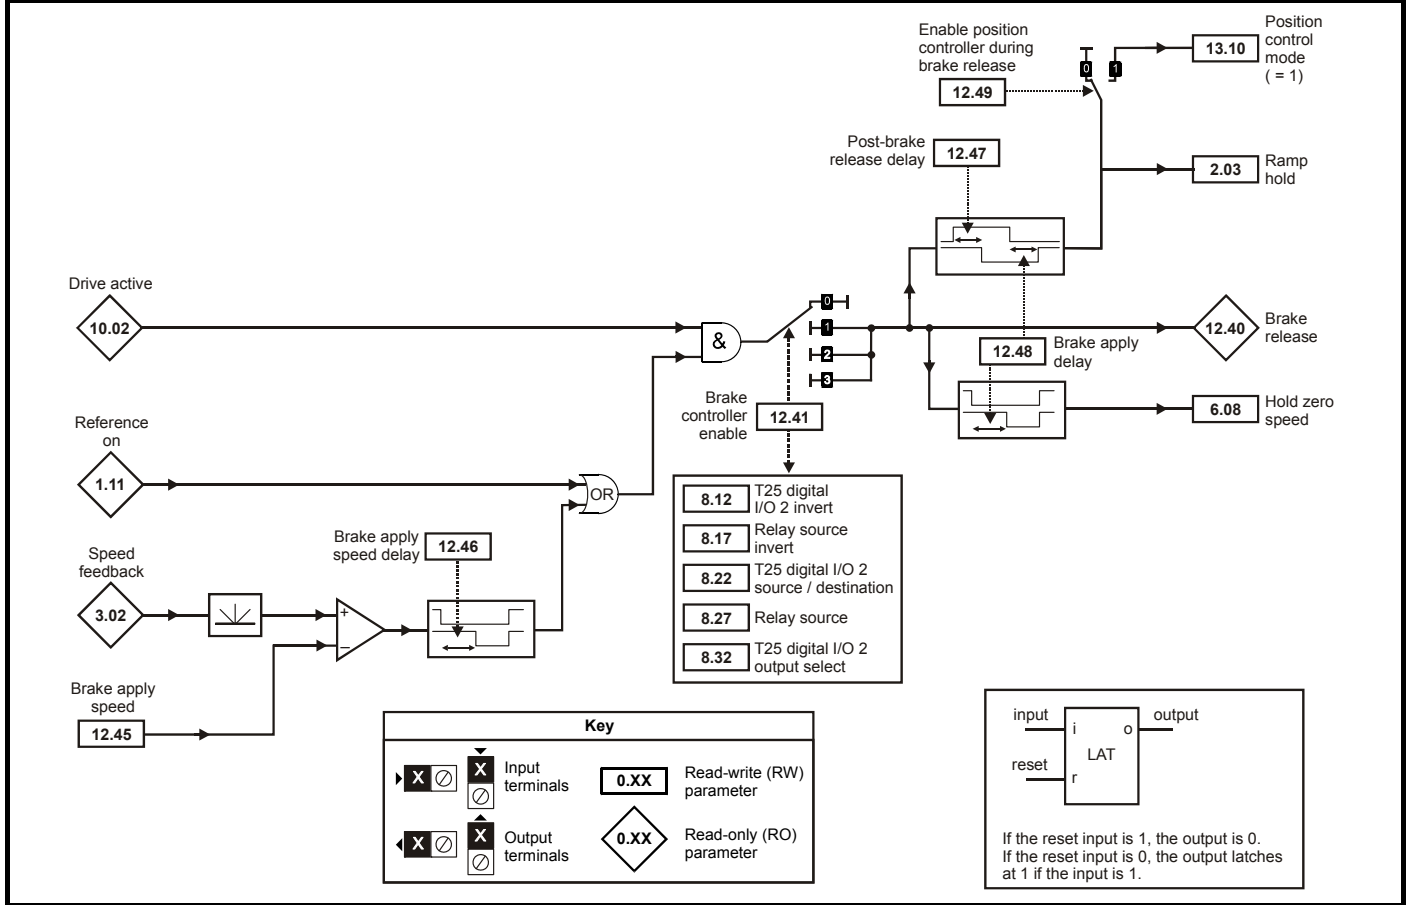 Enable position
controller during
brake release
12.49
0
1
13.10
Position
control
mode
( = 1)
Post-brake
release delay
12.47
2.03
Ramp
hold
Drive active
10.02
&
0
1
2
3
12.40
Brake
release
12.48
Brake apply
delay
Brake
controller
enable
12.41
6.08
Hold zero
speed
Reference
on
1.11
OR
Brake apply
speed delay
12.46
Speed
feedback
3.02
+
−
Brake apply
speed
12.45
8.12
T25 digital
I/O 2 invert
8.17
Relay source
invert
8.22
T25 digital I/O 2
source / destination
8.27
Relay source
8.32
T25 digital I/O 2
output select
Key
X
X
Input
terminals
0.XX
Read-write (RW)
parameter
X
X
Output
terminals
0.XX
Read-only (RO)
parameter
input
i
o
output
LAT
reset
r
If the reset input is 1, the output is 0.
If the reset input is 0, the output latches
at 1 if the input is 1.